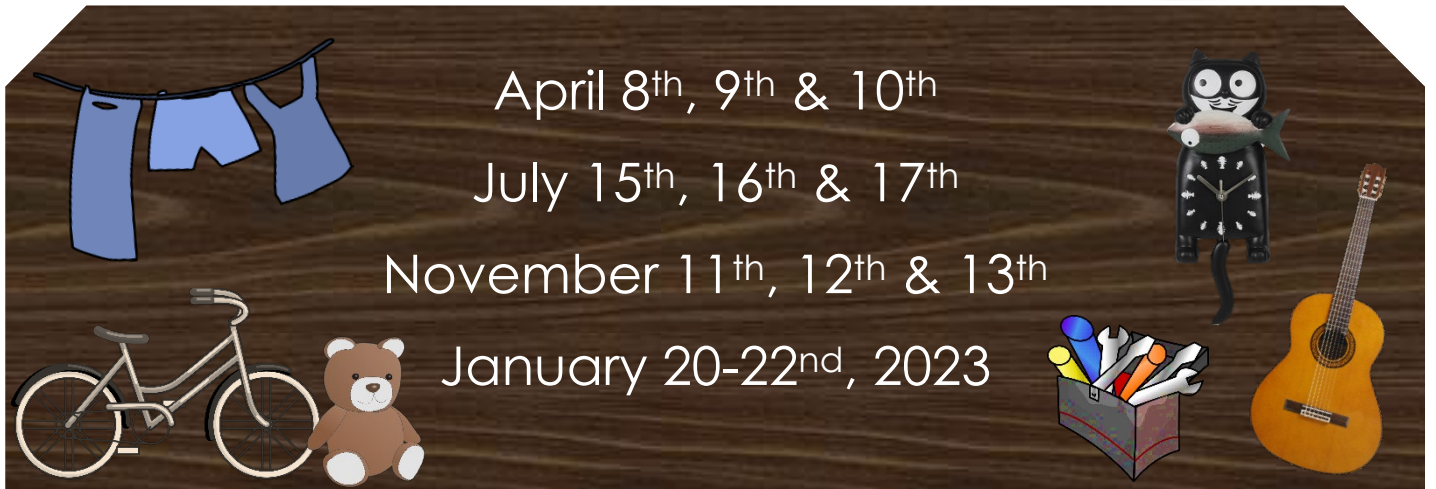 April 8th, 9th & 10th
July 15th, 16th & 17th
November 11th, 12th & 13th
January 20-22nd, 2023